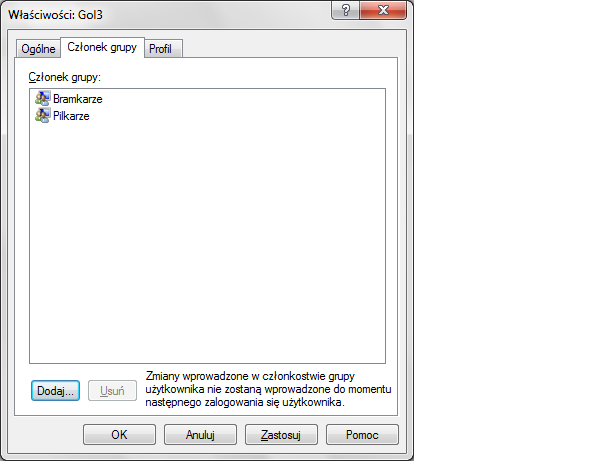 Właściwości: Gol3
Ogólne
Członek grupy
Profil
Członek grupy:
Bramkarze
Pilkarze
Dodaj...
Usuń
Zmiany wprowadzone w członkostwie grupy
użytkownika nie zostaną wprowadzone do momentu
następnego zalogowania się użytkownika.
OK
Anuluj
Zastosuj
Pomoc